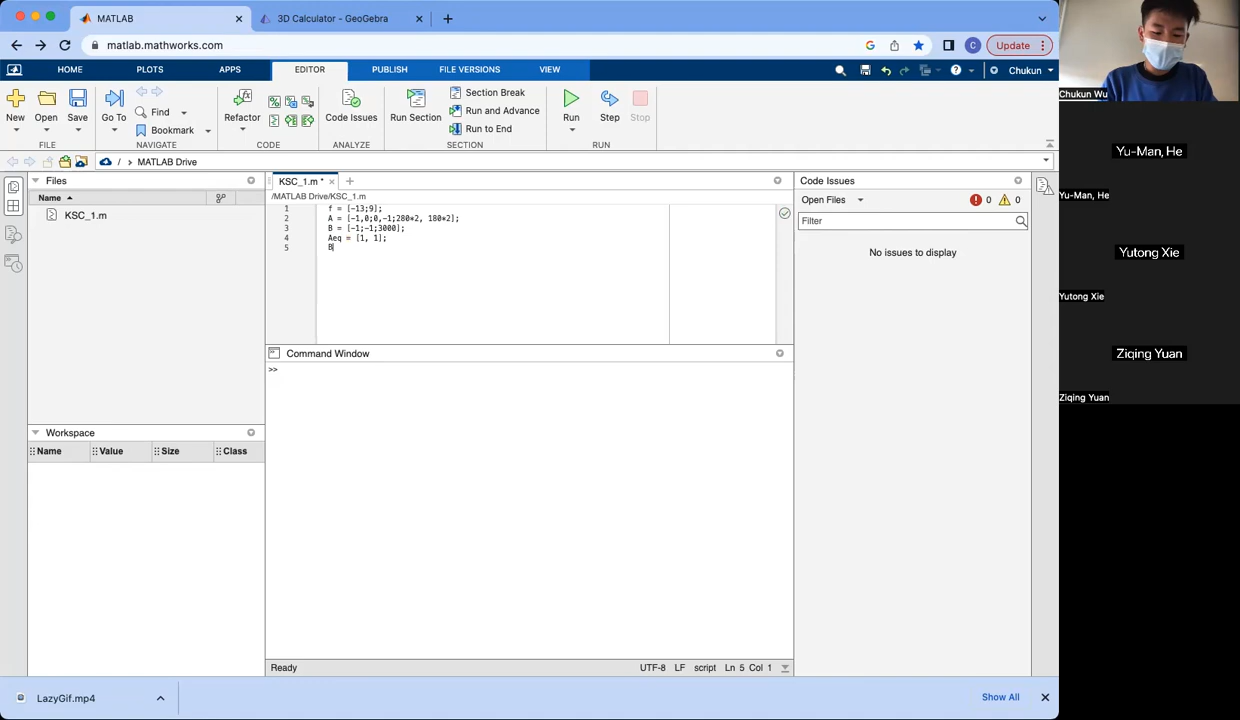 MATLAB
3D Calculator - GeoGebra
matlab.mathworks.com
C
Update
HOME
PLOTS
APPS
EDITOR
PUBLISH
FILE VERSIONS
VIEW
Chukun
New
Open
Save
Go To
Find
Bookmark
Refactor
Code Issues
Run Section
Section Break
Run and Advance
Run to End
Run
Step
Stop
FILE
NAVIGATE
CODE
ANALYZE
SECTION
RUN
/ › MATLAB Drive
Files
Name
KSC_1.m
KSC_1.m *
/MATLAB Drive/KSC_1.m
1 f = [-13;9];
2 A = [-1,0;0,-1;280*2, 180*2];
3 B = [-1;-1;3000];
4 Aeq = [1, 1];
5 B
Code Issues
Open Files
0
0
Filter
No issues to display
Command Window
>>
Workspace
Name
Value
Size
Class
Ready
UTF-8
LF
script
Ln 5 Col 1
LazyGif.mp4
Show All
Chukun Wu
Yu-Man, He
Yu-Man, He
Yutong Xie
Yutong Xie
Ziqing Yuan
Ziqing Yuan